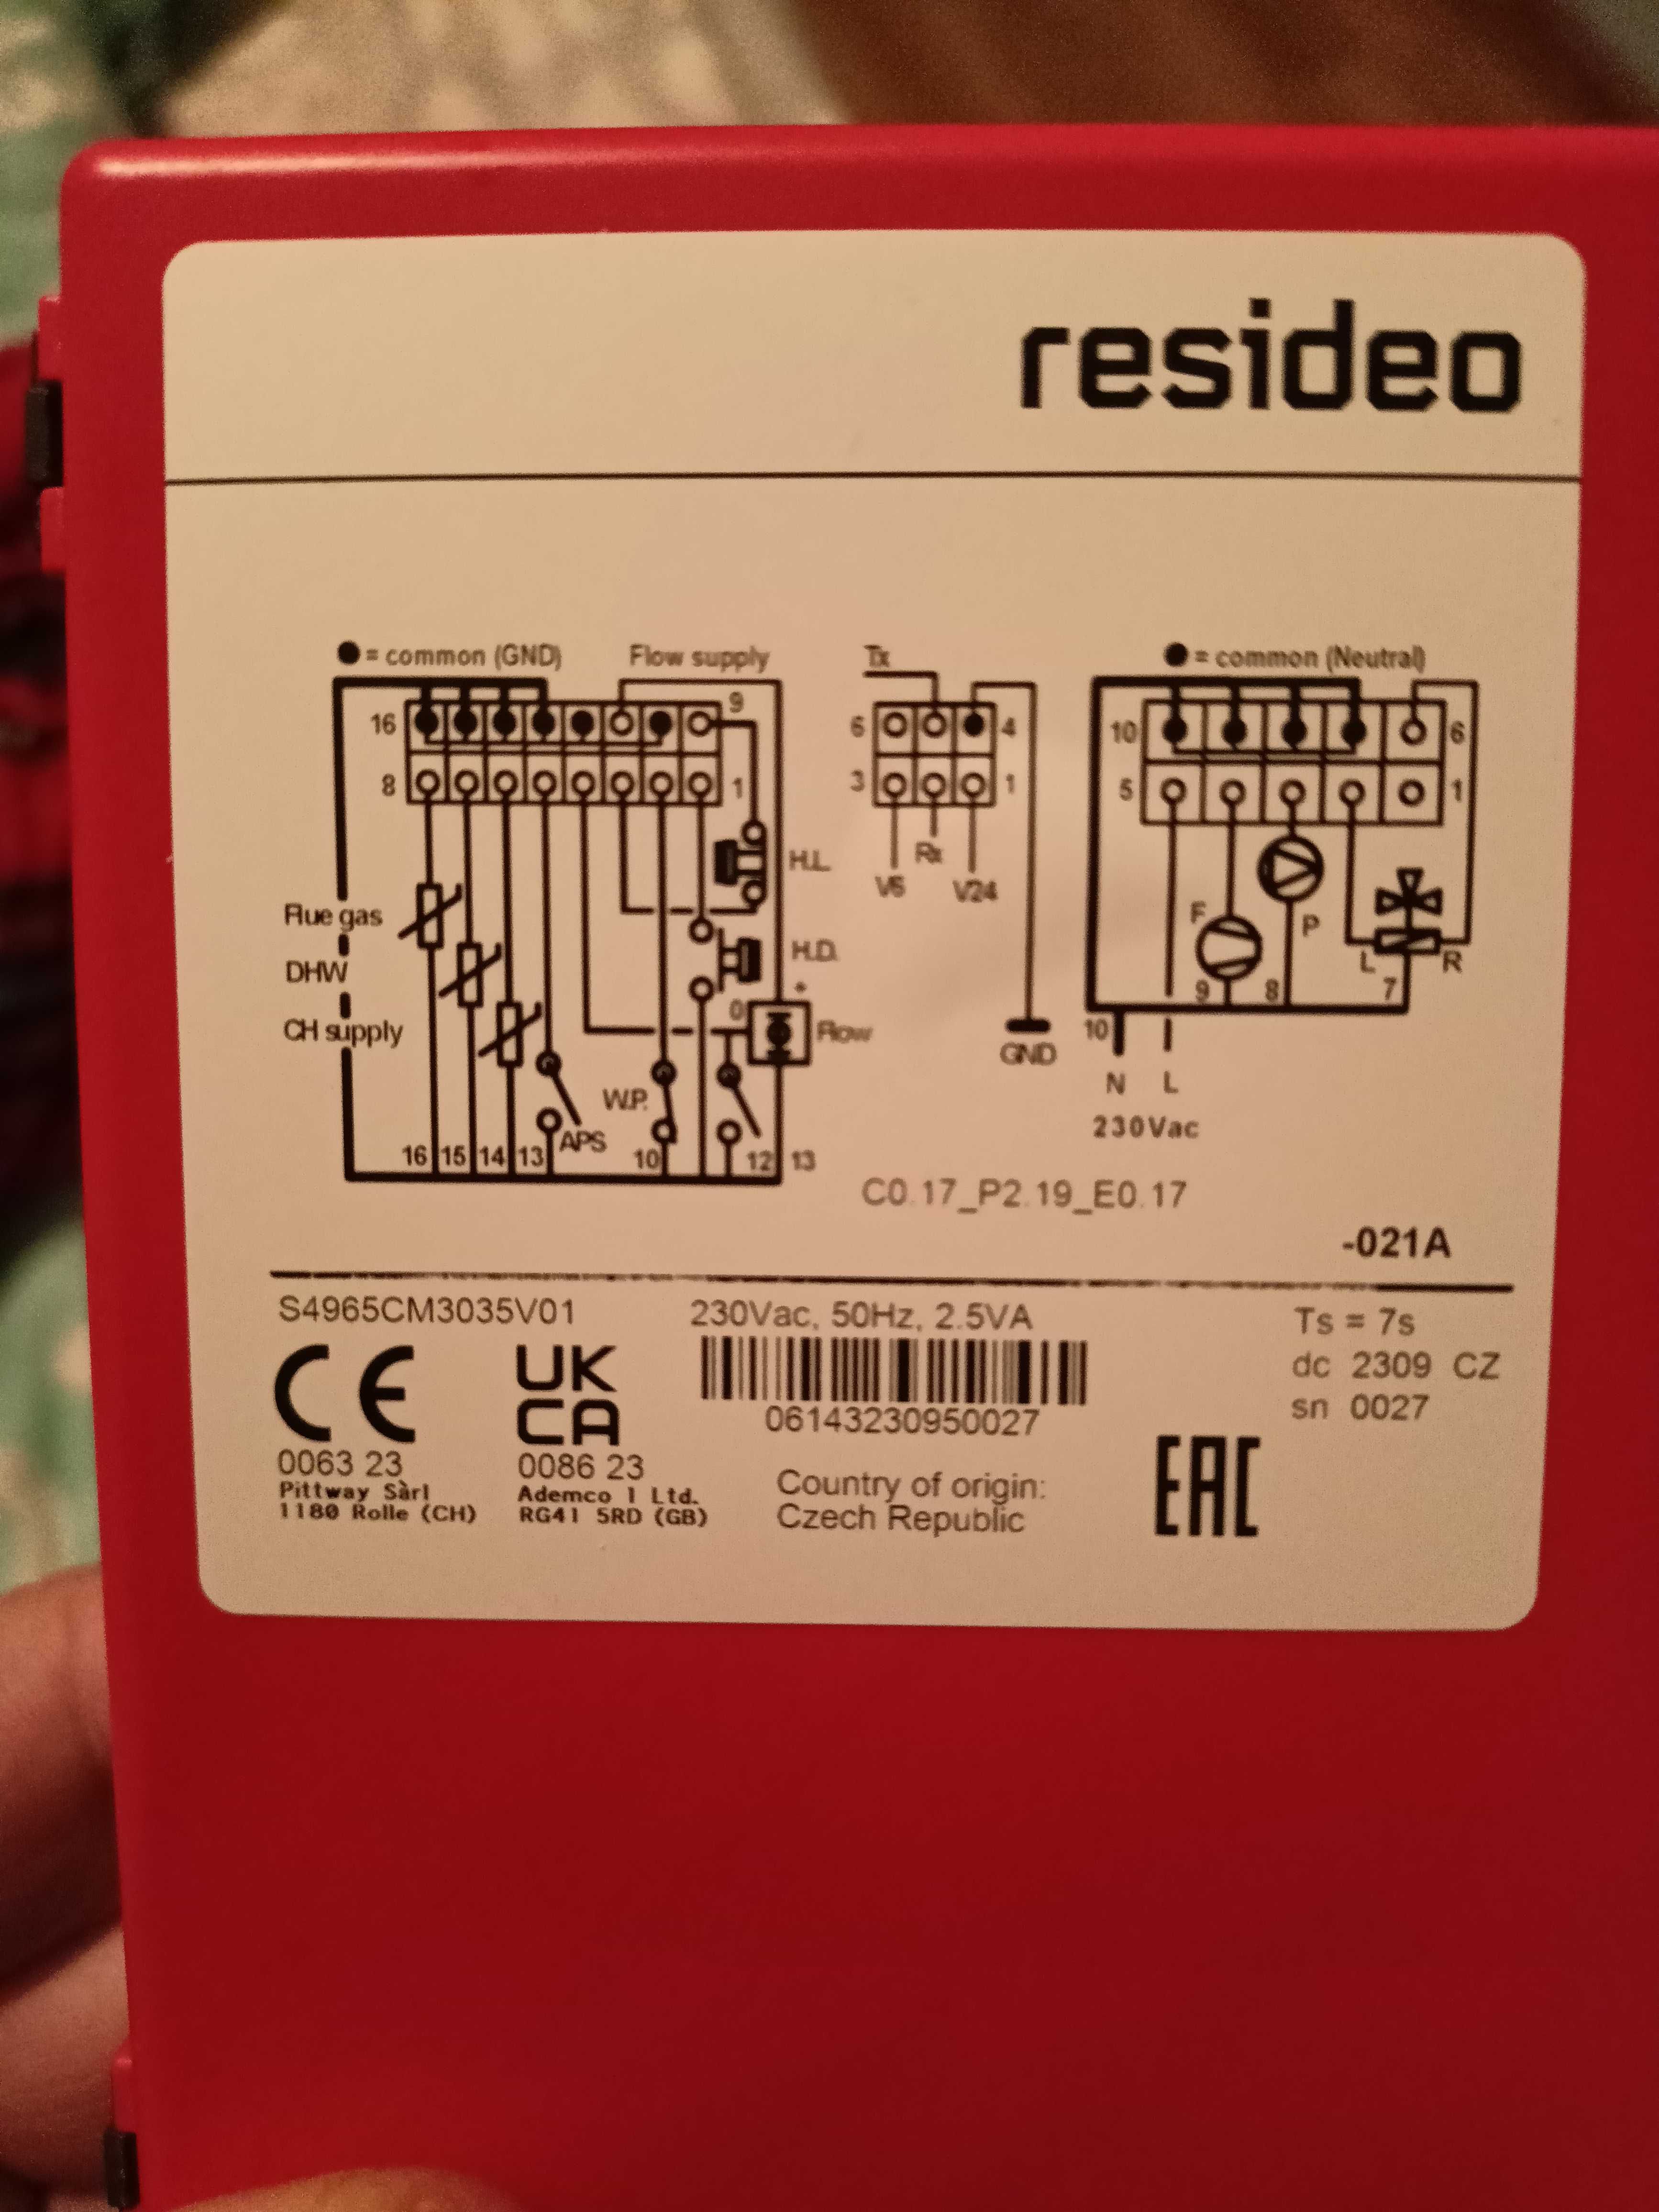 resideo
= common (GND)
Flow supply
Tx
= common (Neutral)
16
9
8
1
6
4
3
1
10
6
5
1
H.L.
Rx
V6
V24
Flue gas
F
P
H.D.
DHW
L
R
+
9
8
7
0
CH supply
Flow
10
GND
W.P.
N
L
APS
230Vac
16 15 14 13
10
12
13
C0.17_P2.19_E0.17
-021A
S4965CM3035V01
230Vac, 50Hz, 2.5VA
Ts = 7s
dc 2309 CZ
sn 0027
CE
UK
CA
06143230950027
EAC
0063 23
Pittway Sàrl
1180 Rolle (CH)
0086 23
Ademco 1 Ltd.
RG41 5RD (GB)
Country of origin:
Czech Republic